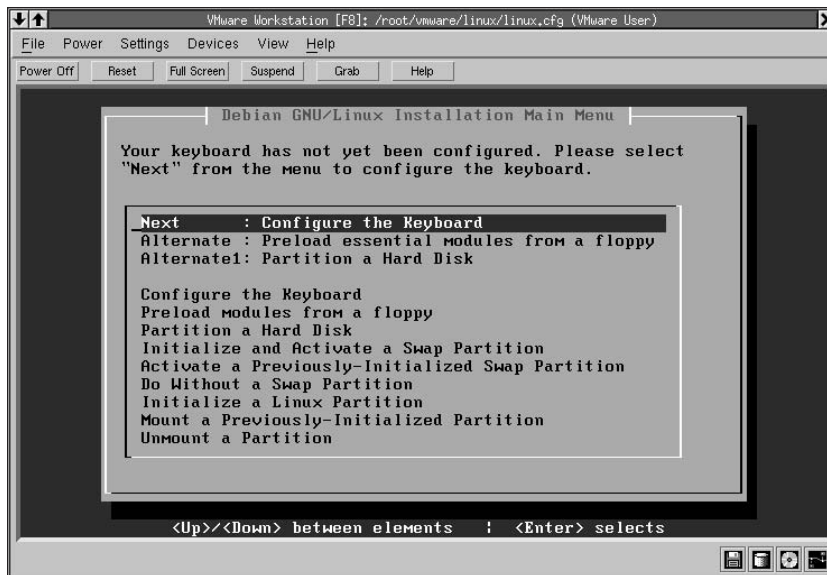 VMware Workstation [F8]: /root/vmware/linux/linux.cfg (VMware User)
File Power Settings Devices View Help
Power Off Reset Full Screen Suspend Grab Help
Debian GNU/Linux Installation Main Menu
Your keyboard has not yet been configured. Please select
"Next" from the menu to configure the keyboard.
Next : Configure the Keyboard
Alternate : Preload essential modules from a floppy
Alternate1: Partition a Hard Disk
Configure the Keyboard
Preload modules from a floppy
Partition a Hard Disk
Initialize and Activate a Swap Partition
Activate a Previously-Initialized Swap Partition
Do Without a Swap Partition
Initialize a Linux Partition
Mount a Previously-Initialized Partition
Unmount a Partition
<Up>/<Down> between elements ¦ <Enter> selects